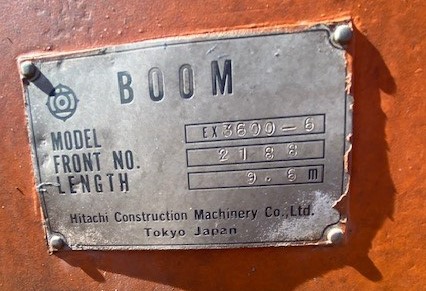 BOOM
MODEL EX3600-6
FRONT NO. 2188
LENGTH 9.6 m
Hitachi Construction Machinery Co.,Ltd.
Tokyo Japan